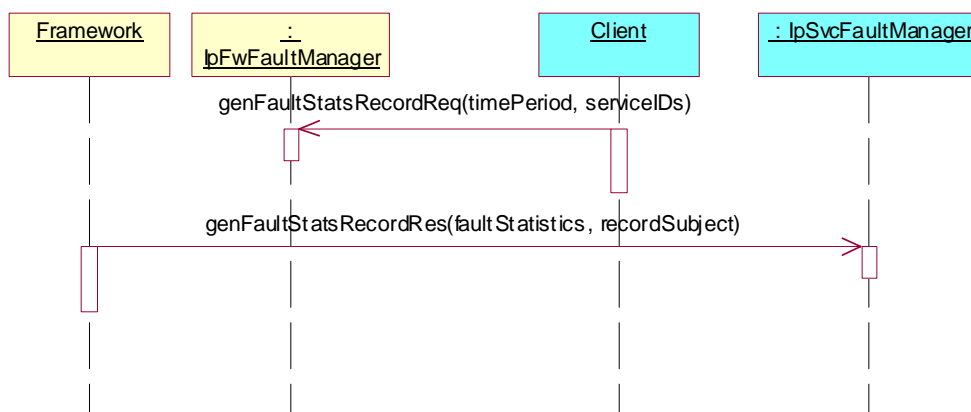 Framework
:
IpFwFaultManager
Client
: IpSvcFaultManager
genFaultStatsRecordReq(timePeriod, serviceIDs)
genFaultStatsRecordRes(faultStatistics, recordSubject)